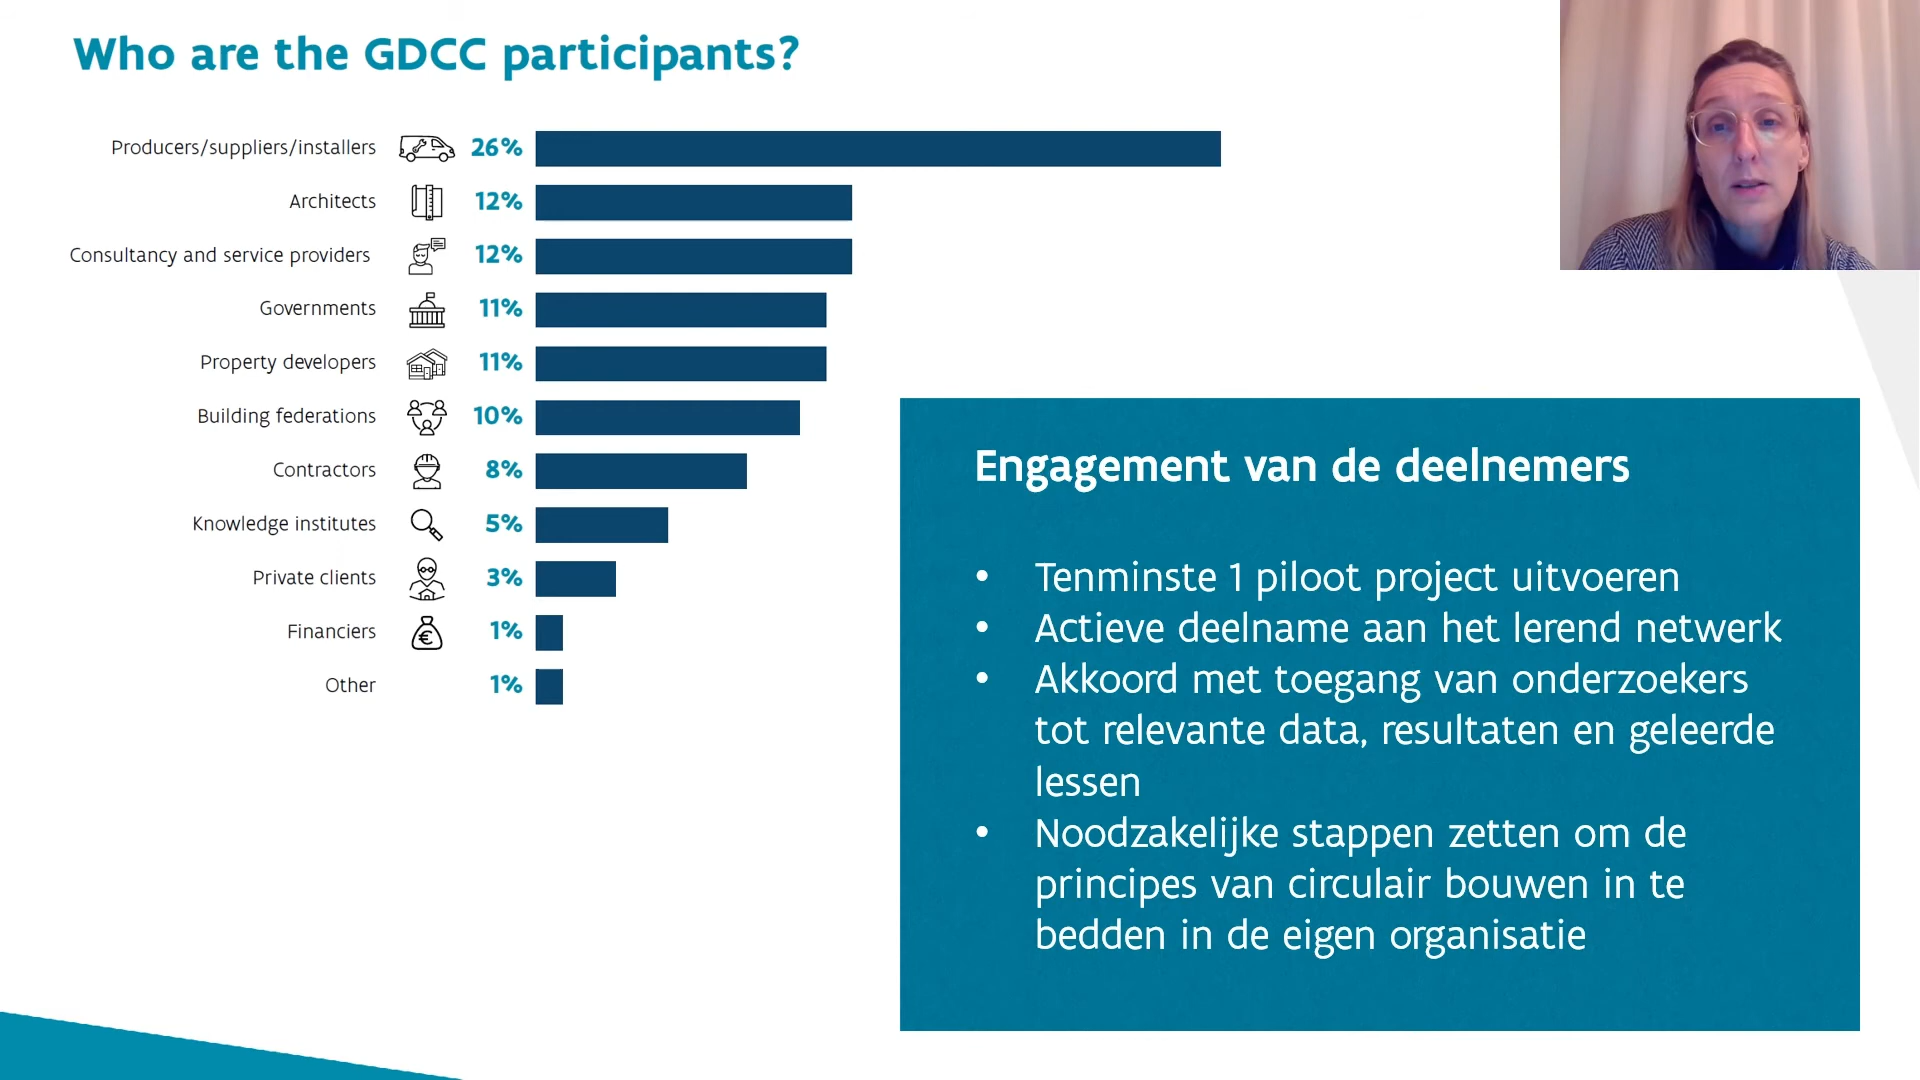 Who are the GDCC participants?
Producers/suppliers/installers 26%
Architects 12%
Consultancy and service providers 12%
Governments 11%
Property developers 11%
Building federations 10%
Contractors 8%
Knowledge institutes 5%
Private clients 3%
Financiers € 1%
Other 1%
Engagement van de deelnemers
• Tenminste 1 piloot project uitvoeren
• Actieve deelname aan het lerend netwerk
• Akkoord met toegang van onderzoekers
tot relevante data, resultaten en geleerde
lessen
• Noodzakelijke stappen zetten om de
principes van circulair bouwen in te
bedden in de eigen organisatie